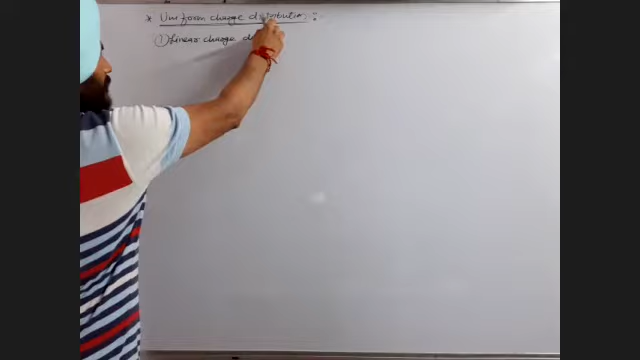 * Uniform charge distribution :
① Linear charge d